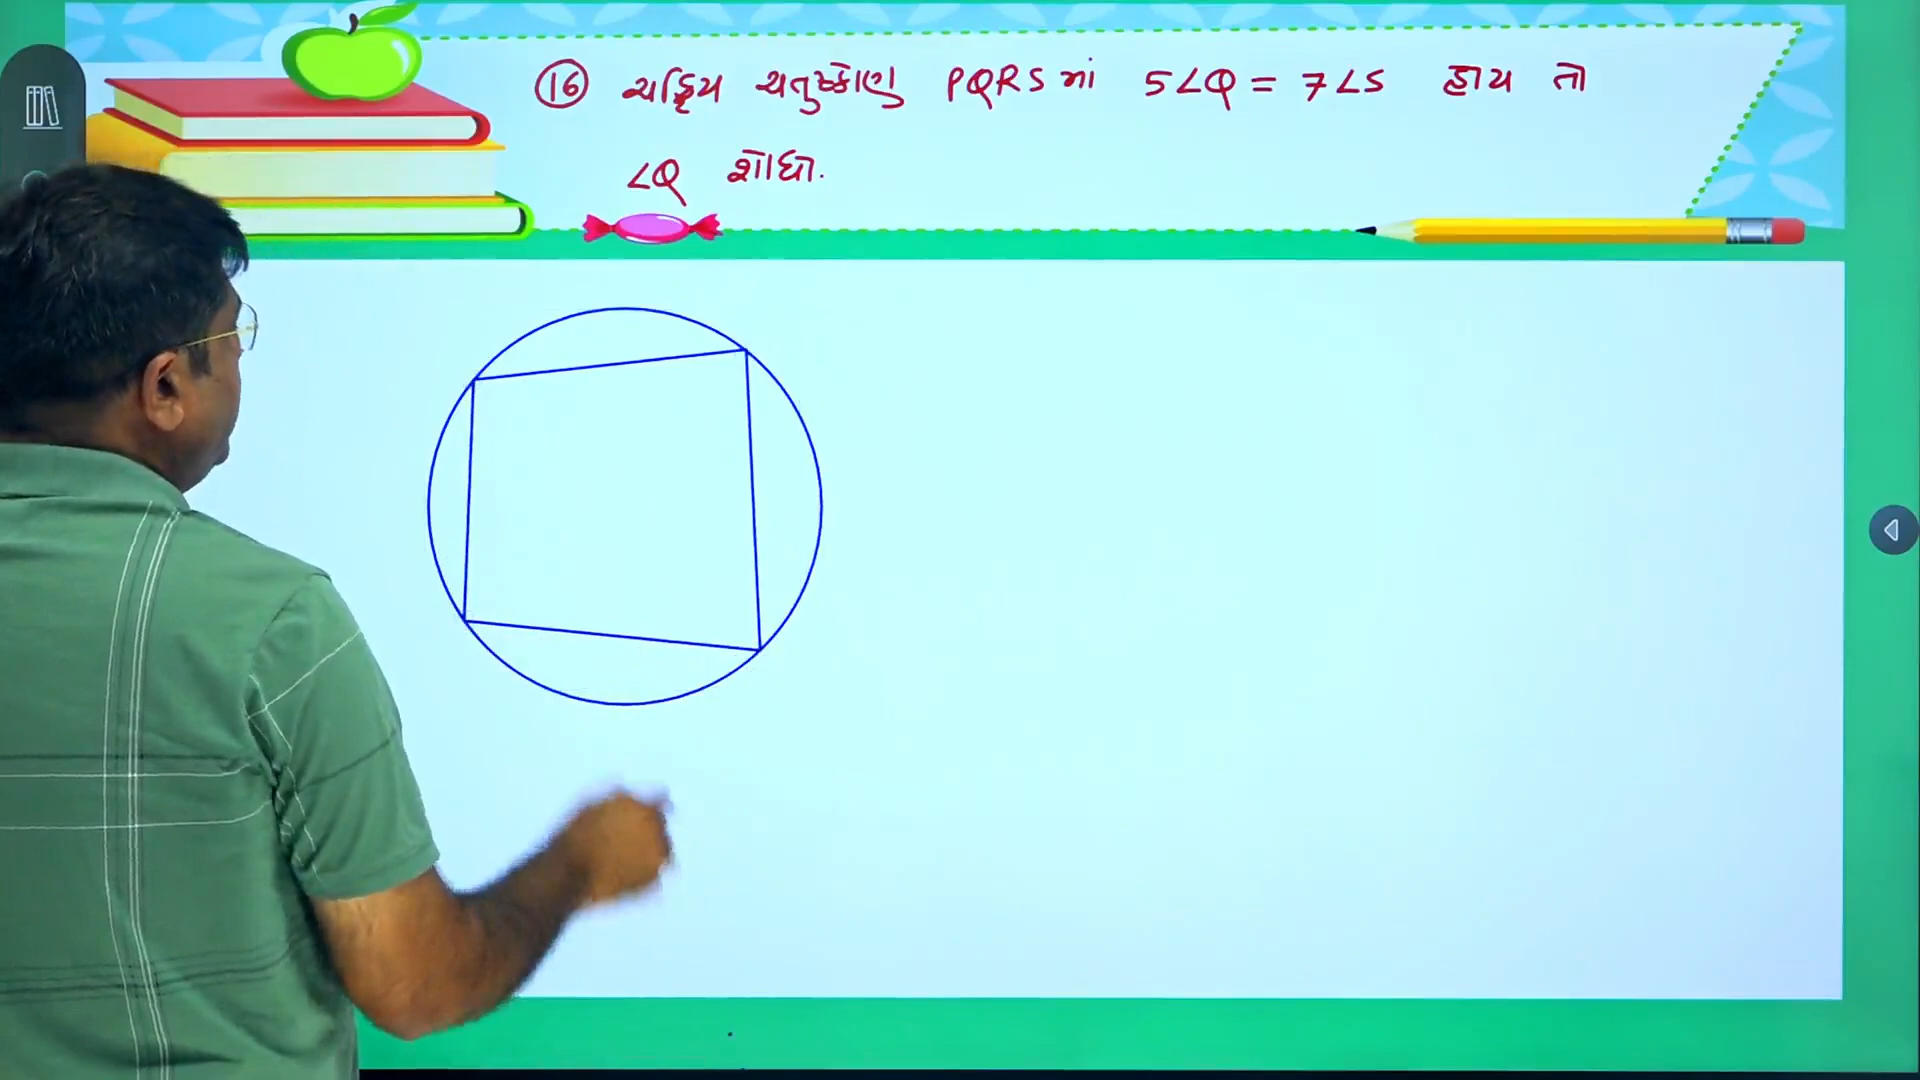 (16) ચક્રિય ચતુષ્કોણ PQRS માં 5∠Q = 7∠S હોય તો
∠Q શોધો.